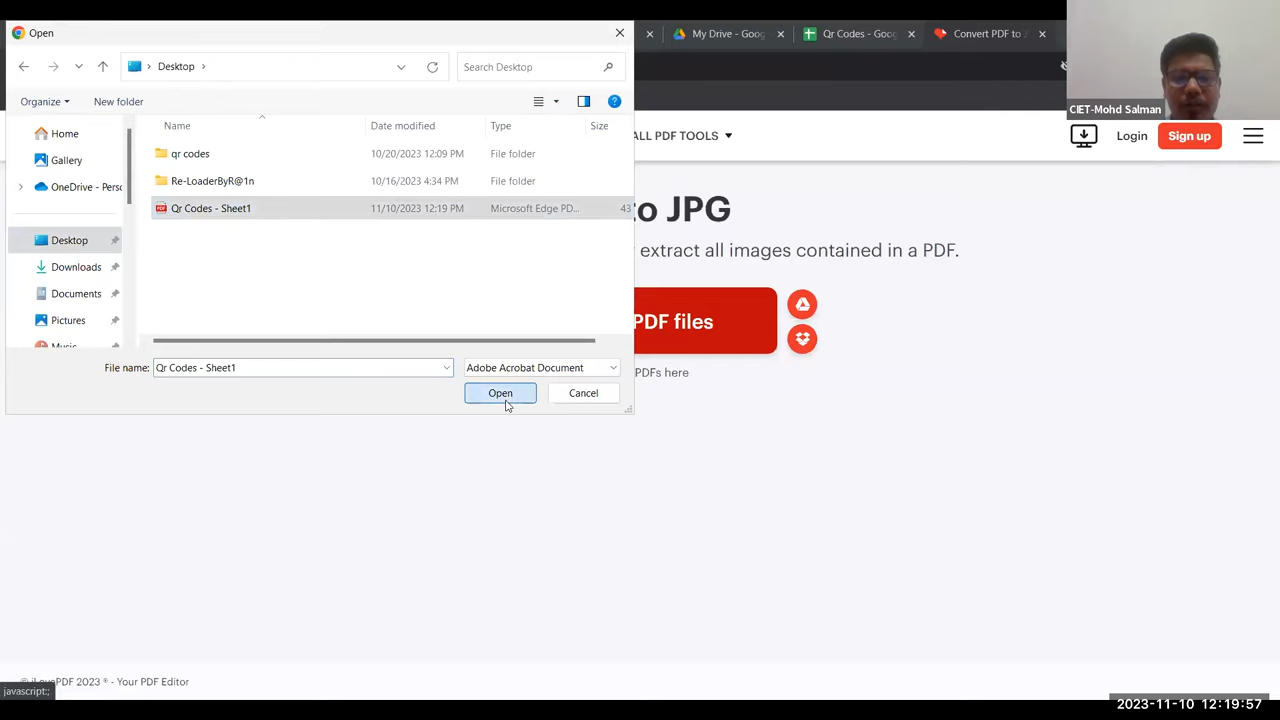 Open
My Drive - Goog
Qr Codes - Goog
Convert PDF to J
CIET-Mohd Salman
Desktop
Search Desktop
Organize
New folder
Name
Date modified
Type
Size
qr codes
10/20/2023 12:09 PM
File folder
Re-LoaderByR@1n
10/16/2023 4:34 PM
File folder
Qr Codes - Sheet1
11/10/2023 12:19 PM
Microsoft Edge PD...
43
Home
Gallery
OneDrive - Perso
Desktop
Downloads
Documents
Pictures
Music
File name:
Qr Codes - Sheet1
Adobe Acrobat Document
Open
Cancel
ALL PDF TOOLS
Login
Sign up
to JPG
extract all images contained in a PDF.
PDF files
PDFs here
© iLovePDF 2023 ® - Your PDF Editor
javascript:;
2023-11-10 12:19:57